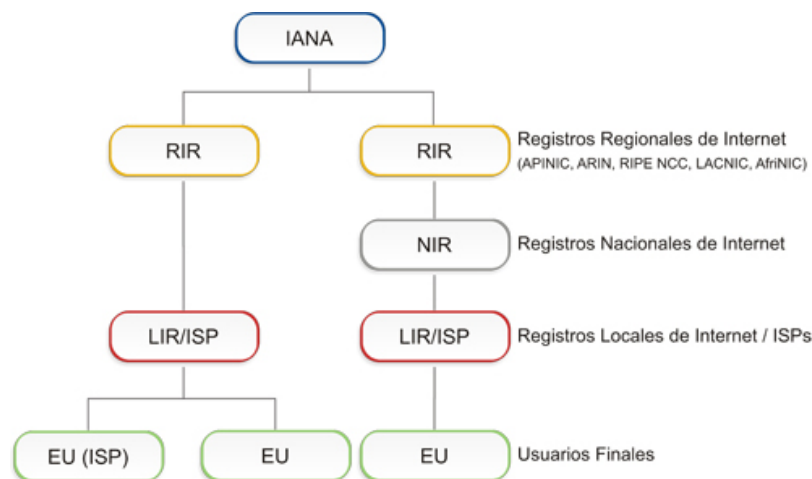 IANA
RIR
RIR
Registros Regionales de Internet
(APINIC, ARIN, RIPE NCC, LACNIC, AfriNIC)
NIR
Registros Nacionales de Internet
LIR/ISP
LIR/ISP
Registros Locales de Internet / ISPs
EU (ISP)
EU
EU
Usuarios Finales